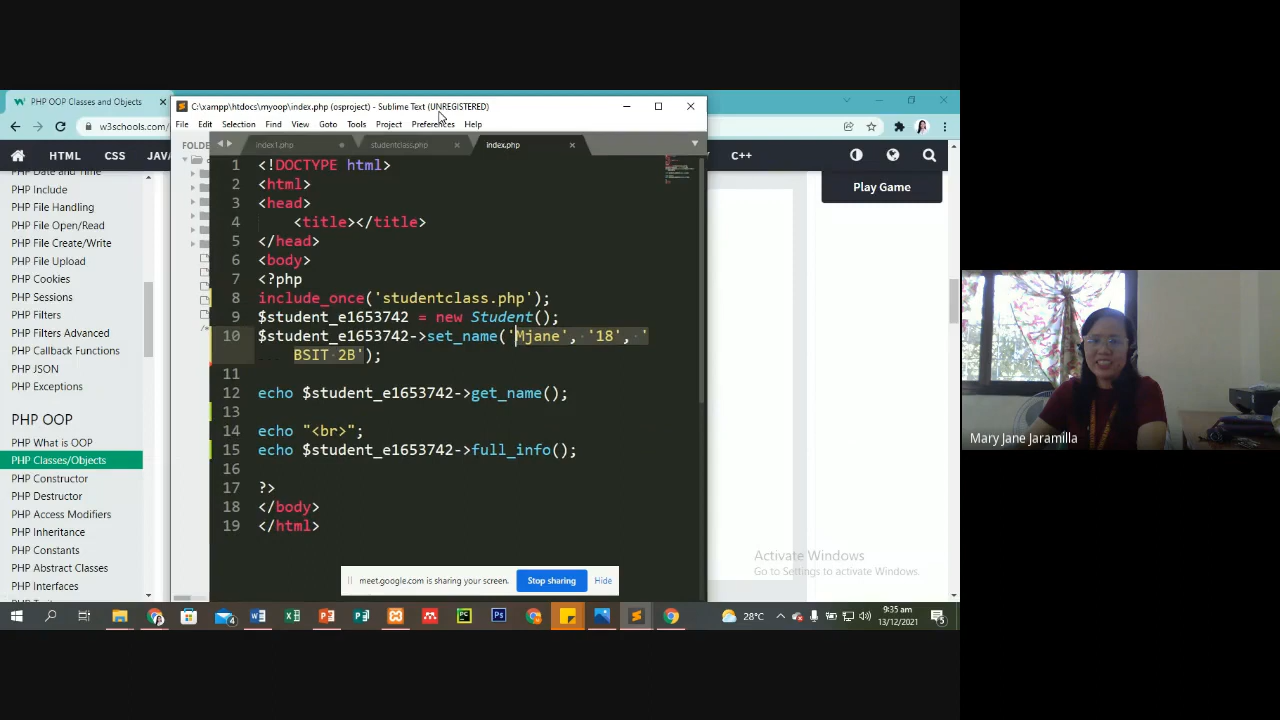 PHP OOP Classes and Objects
C:\xampp\htdocs\myoop\index.php (osproject) - Sublime Text (UNREGISTERED)
w3schools.com/
File Edit Selection Find View Goto Tools Project Preferences Help
HTML CSS JAV
C++
FOLDE
index1.php
studentclass.php
index.php
Play Game
PHP Date and Time
PHP Include
PHP File Handling
PHP File Open/Read
PHP File Create/Write
PHP File Upload
PHP Cookies
PHP Sessions
PHP Filters
PHP Filters Advanced
PHP Callback Functions
PHP JSON
PHP Exceptions
PHP OOP
PHP What is OOP
PHP Classes/Objects
PHP Constructor
PHP Destructor
PHP Access Modifiers
PHP Inheritance
PHP Constants
PHP Abstract Classes
PHP Interfaces
1 <!DOCTYPE html>
2 <html>
3 <head>
4 <title></title>
5 </head>
6 <body>
7 <?php
8 include_once('studentclass.php');
9 $student_e1653742 = new Student();
10 $student_e1653742->set_name('Mjane', '18', '
BSIT 2B');
11
12 echo $student_e1653742->get_name();
13
14 echo "<br>";
15 echo $student_e1653742->full_info();
16
17 ?>
18 </body>
19 </html>
Activate Windows
Go to Settings to activate Windows.
meet.google.com is sharing your screen. Stop sharing Hide
28°C
9:35 am
13/12/2021
Mary Jane Jaramilla